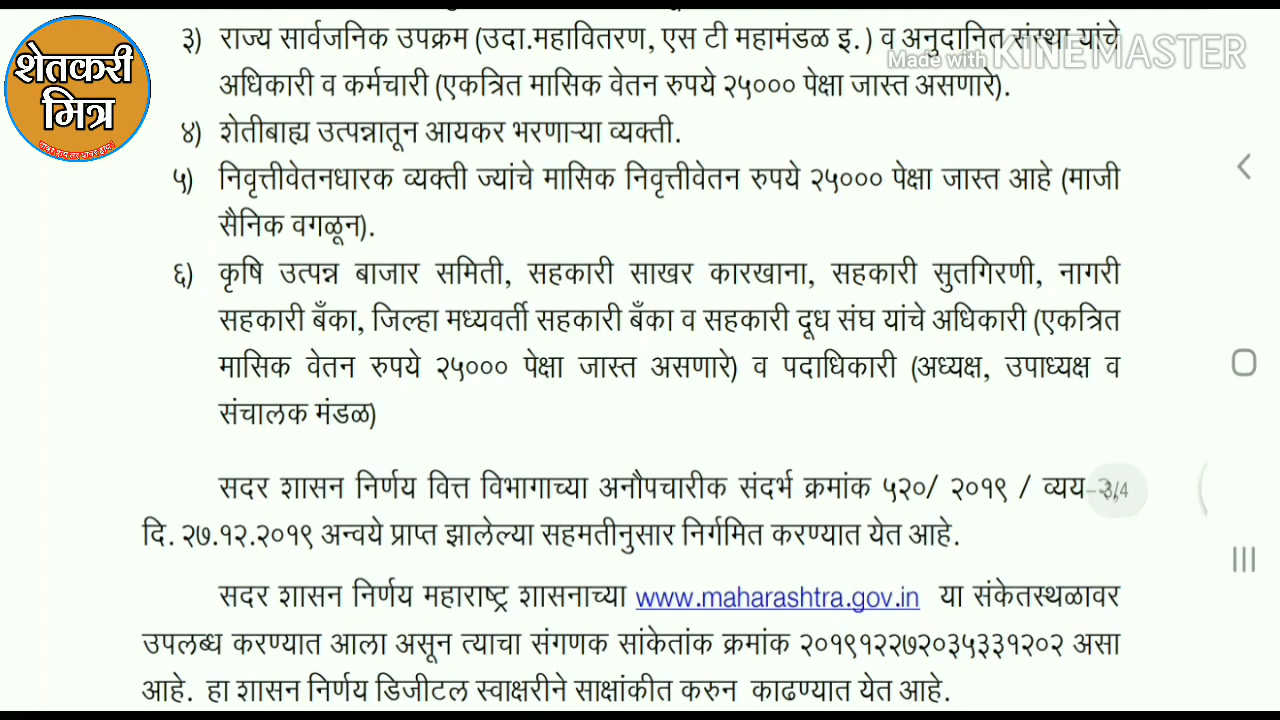 शेतकरी
मित्र
Made with KINEMASTER
३) राज्य सार्वजनिक उपक्रम (उदा.महावितरण, एस टी महामंडळ इ.) व अनुदानित संस्था यांचे
अधिकारी व कर्मचारी (एकत्रित मासिक वेतन रुपये २५००० पेक्षा जास्त असणारे).
४) शेतीबाह्य उत्पन्नातून आयकर भरणाऱ्या व्यक्ती.
५) निवृत्तीवेतनधारक व्यक्ती ज्यांचे मासिक निवृत्तीवेतन रुपये २५००० पेक्षा जास्त आहे (माजी
सैनिक वगळून).
६) कृषि उत्पन्न बाजार समिती, सहकारी साखर कारखाना, सहकारी सुतगिरणी, नागरी
सहकारी बँका, जिल्हा मध्यवर्ती सहकारी बँका व सहकारी दूध संघ यांचे अधिकारी (एकत्रित
मासिक वेतन रुपये २५००० पेक्षा जास्त असणारे) व पदाधिकारी (अध्यक्ष, उपाध्यक्ष व
संचालक मंडळ)
सदर शासन निर्णय वित्त विभागाच्या अनौपचारीक संदर्भ क्रमांक ५२०/ २०१९ / व्यय
3/4
दि. २७.१२.२०१९ अन्वये प्राप्त झालेल्या सहमतीनुसार निर्गमित करण्यात येत आहे.
सदर शासन निर्णय महाराष्ट्र शासनाच्या www.maharashtra.gov.in या संकेतस्थळावर
उपलब्ध करण्यात आला असून त्याचा संगणक सांकेतांक क्रमांक २०१९१२२७२०३५३३१२०२ असा
आहे. हा शासन निर्णय डिजीटल स्वाक्षरीने साक्षांकीत करुन काढण्यात येत आहे.